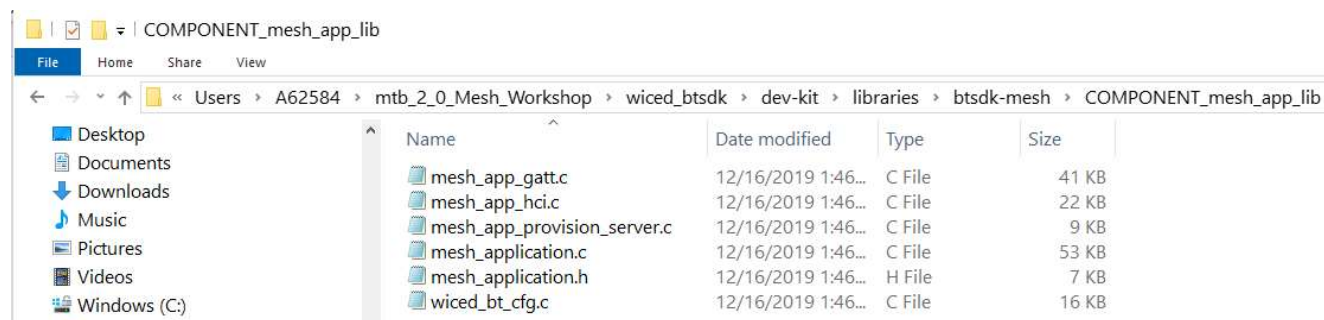 COMPONENT_mesh_app_lib
File Home Share View
« Users > A62584 > mtb_2_0_Mesh_Workshop > wiced_btsdk > dev-kit > libraries > btsdk-mesh > COMPONENT_mesh_app_lib
Desktop
Documents
Downloads
Music
Pictures
Videos
Windows (C:)
Name Date modified Type Size
mesh_app_gatt.c 12/16/2019 1:46... C File 41 KB
mesh_app_hci.c 12/16/2019 1:46... C File 22 KB
mesh_app_provision_server.c 12/16/2019 1:46... C File 9 KB
mesh_application.c 12/16/2019 1:46... C File 53 KB
mesh_application.h 12/16/2019 1:46... H File 7 KB
wiced_bt_cfg.c 12/16/2019 1:46... C File 16 KB